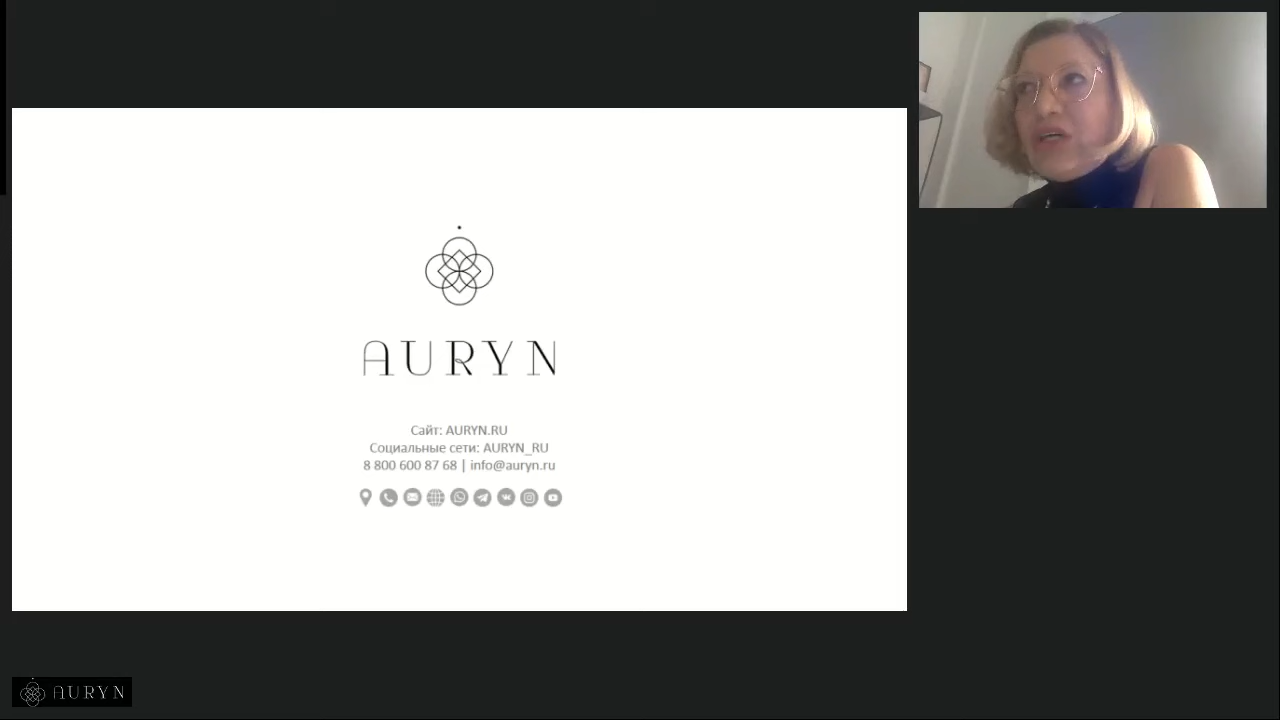 AURYN
Сайт: AURYN.RU
Социальные сети: AURYN_RU
8 800 600 87 68 | info@auryn.ru
AURYN